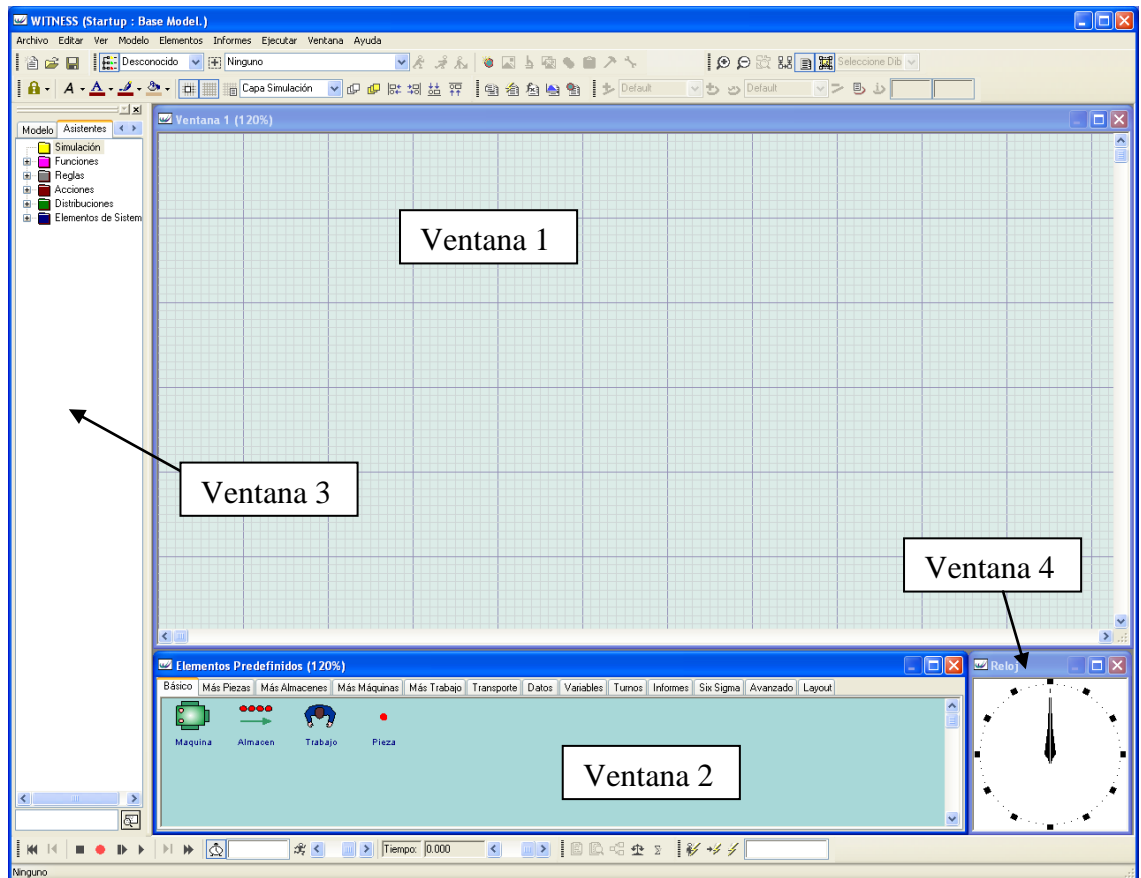 WITNESS (Startup : Base Model.)
Archivo Editar Ver Modelo Elementos Informes Ejecutar Ventana Ayuda
Desconocido Ninguno Seleccione Dib
A A Capa Simulación Default Default
Modelo Asistentes
Simulación
Funciones
Reglas
Acciones
Distribuciones
Elementos de Sistem
Ventana 1 (120%)
Ventana 1
Ventana 3
Ventana 4
Elementos Predefinidos (120%)
Básico Más Piezas Más Almacenes Más Máquinas Más Trabajo Transporte Datos Variables Turnos Informes Six Sigma Avanzado Layout
Maquina Almacen Trabajo Pieza
Ventana 2
Reloj
Tiempo: 0.000
Ninguno